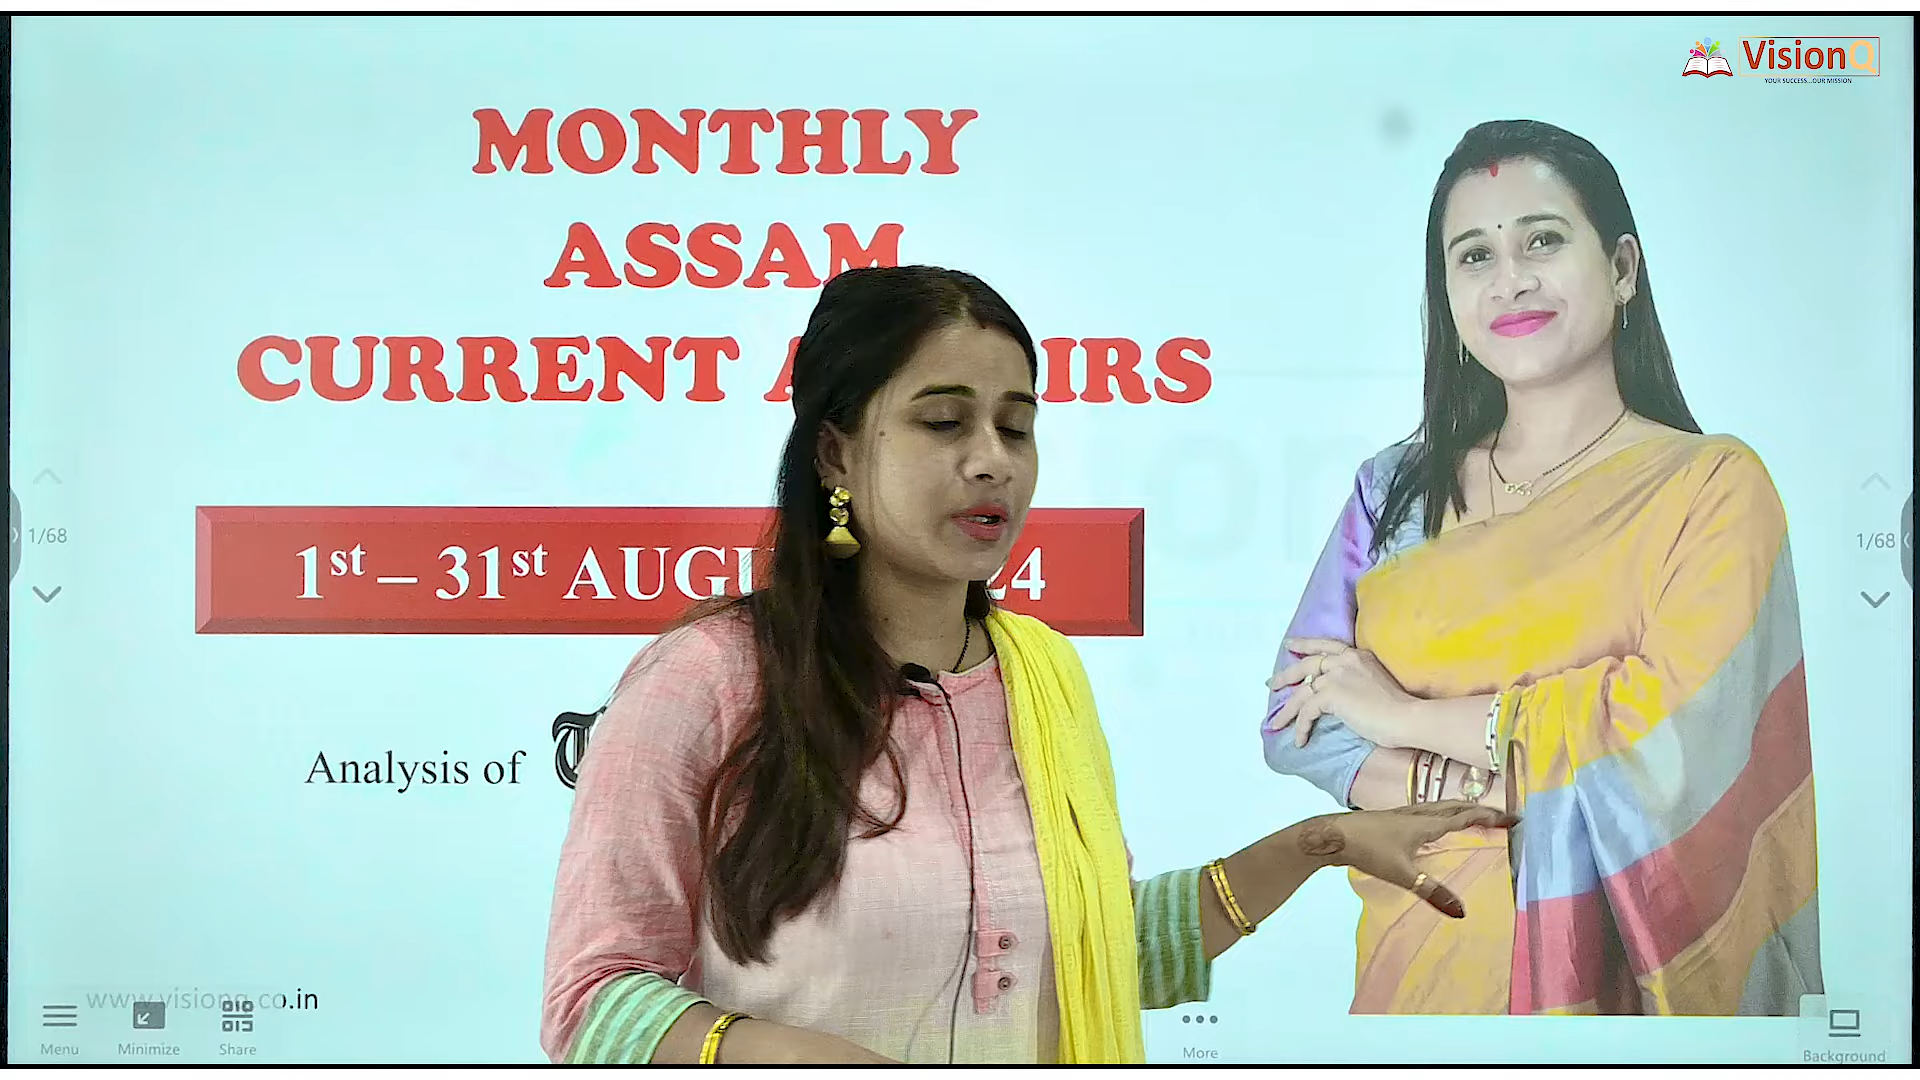 VisionQ
YOUR SUCCESS...OUR MISSION
MONTHLY
ASSAM
CURRENT
IRS
1/68
1/68
1st – 31st AUGU 24
Analysis of
www.visionq.co.in
Menu
Minimize
Share
More
Background